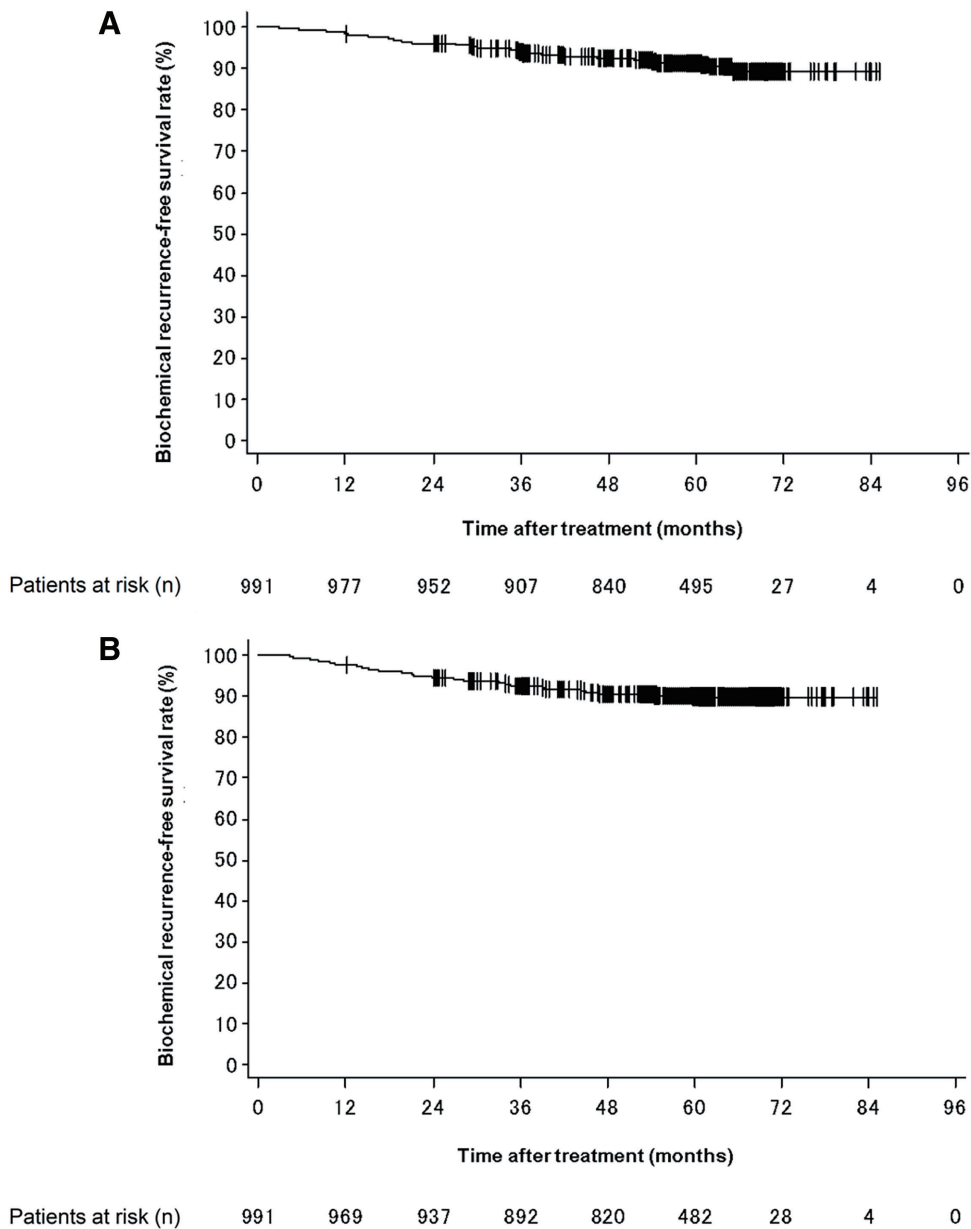 A
Biochemical recurrence-free survival rate (%)
100
90
80
70
60
50
40
30
20
10
0
0 12 24 36 48 60 72 84 96
Time after treatment (months)
Patients at risk (n) 991 977 952 907 840 495 27 4 0
B
Biochemical recurrence-free survival rate (%)
100
90
80
70
60
50
40
30
20
10
0
0 12 24 36 48 60 72 84 96
Time after treatment (months)
Patients at risk (n) 991 969 937 892 820 482 28 4 0